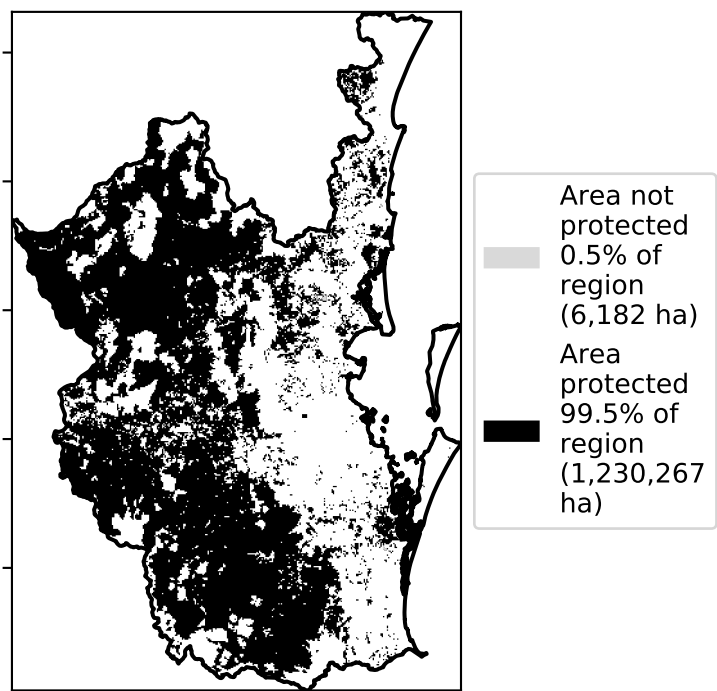 Area not
protected
0.5% of
region
(6,182 ha)
Area
protected
99.5% of
region
(1,230,267
ha)